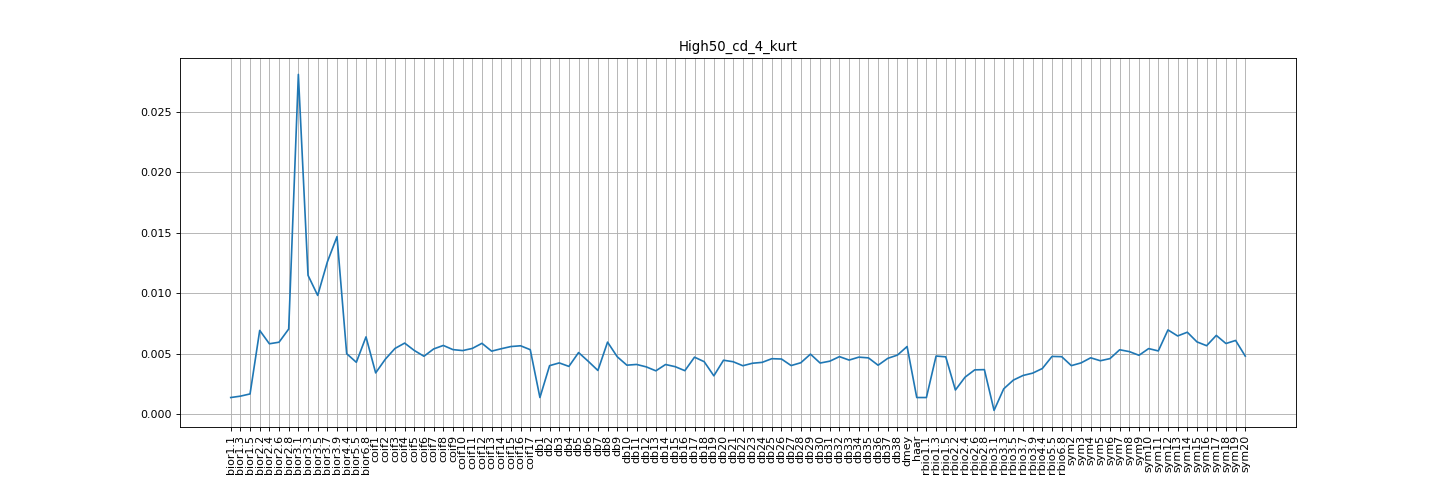 High50_cd_4_kurt
0.025
0.020
0.015
0.010
0.005
0.000
bior1.1
bior1.3
bior1.5
bior2.2
bior2.4
bior2.6
bior2.8
bior3.1
bior3.3
bior3.5
bior3.7
bior3.9
bior4.4
bior5.5
bior6.8
coif1
coif2
coif3
coif4
coif5
coif6
coif7
coif8
coif9
coif10
coif11
coif12
coif13
coif14
coif15
coif16
coif17
db1
db2
db3
db4
db5
db6
db7
db8
db9
db10
db11
db12
db13
db14
db15
db16
db17
db18
db19
db20
db21
db22
db23
db24
db25
db26
db27
db28
db29
db30
db31
db32
db33
db34
db35
db36
db37
db38
dmey
haar
rbio1.1
rbio1.3
rbio1.5
rbio2.2
rbio2.4
rbio2.6
rbio2.8
rbio3.1
rbio3.3
rbio3.5
rbio3.7
rbio3.9
rbio4.4
rbio5.5
rbio6.8
sym2
sym3
sym4
sym5
sym6
sym7
sym8
sym9
sym10
sym11
sym12
sym13
sym14
sym15
sym16
sym17
sym18
sym19
sym20